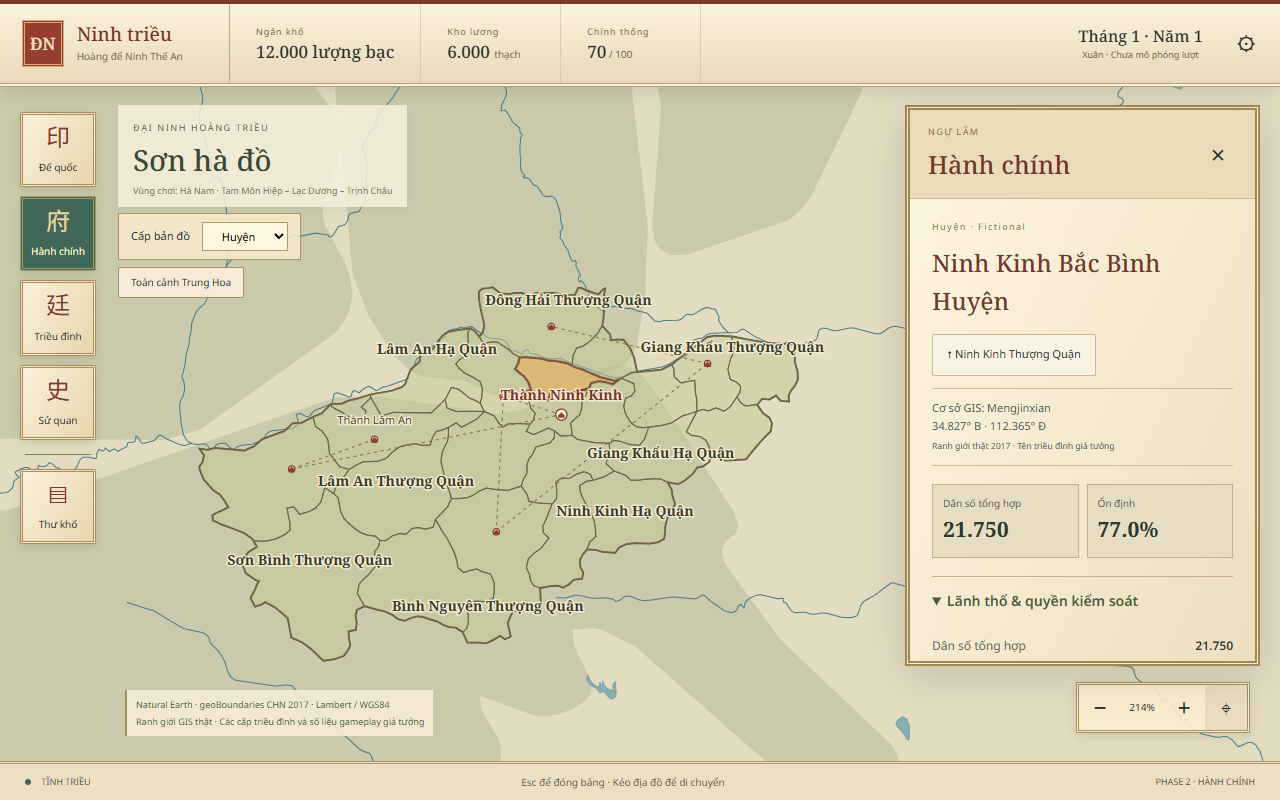 ĐN
Ninh triều
Hoàng đế Ninh Thế An
Ngân khố
12.000 lượng bạc
Kho lương
6.000 thạch
Chính thống
70 / 100
Tháng 1 · Năm 1
Xuân · Chưa mô phỏng lượt
印
Đế quốc
府
Hành chính
廷
Triều đình
史
Sử quan
▤
Thư khố
ĐẠI NINH HOÀNG TRIỀU
Sơn hà đồ
Vùng chơi: Hà Nam · Tam Môn Hiệp – Lạc Dương – Trịnh Châu
Cấp bản đồ
Huyện
Toàn cảnh Trung Hoa
Đông Hải Thượng Quận
Lâm An Hạ Quận
Giang Khẩu Thượng Quận
Thành Ninh Kinh
Thành Lâm An
Giang Khẩu Hạ Quận
Lâm An Thượng Quận
Ninh Kinh Hạ Quận
Sơn Bình Thượng Quận
Bình Nguyên Thượng Quận
NGỰ LÃM
Hành chính
✕
Huyện · Fictional
Ninh Kinh Bắc Bình
Huyện
↑ Ninh Kinh Thượng Quận
Cơ sở GIS: Mengjinxian
34.827° B · 112.365° Đ
Ranh giới thật 2017 · Tên triều đình giả tưởng
Dân số tổng hợp
21.750
Ổn định
77.0%
▼ Lãnh thổ & quyền kiểm soát
Dân số tổng hợp
21.750
Natural Earth · geoBoundaries CHN 2017 · Lambert / WGS84
Ranh giới GIS thật · Các cấp triều đình và số liệu gameplay giả tưởng
− 214% + ⌖
TĨNH TRIỀU
Esc để đóng bảng · Kéo địa đồ để di chuyển
PHASE 2 · HÀNH CHÍNH